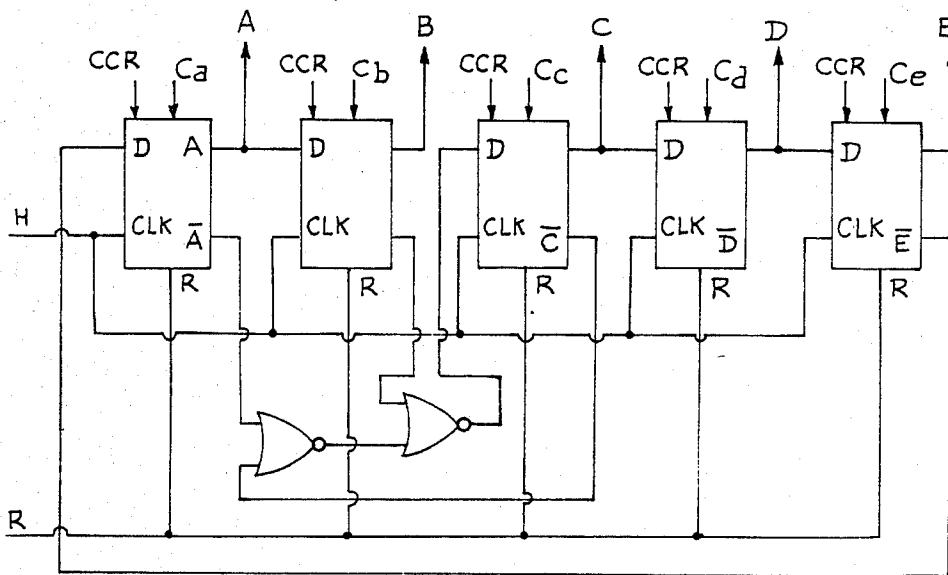 A B C D E
CCR Ca CCR Cb CCR Cc CCR Cd CCR Ce
D A D D D D
H CLK A̅ CLK CLK C̅ CLK D̅ CLK E̅
R R R R R
R